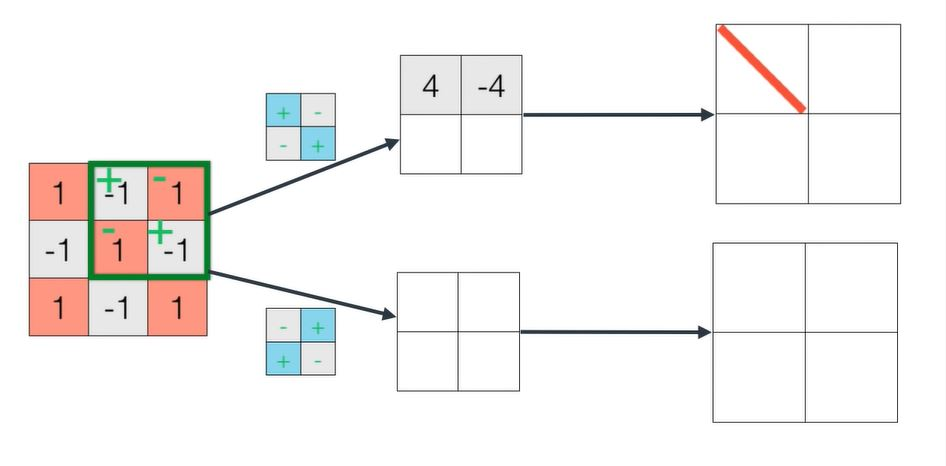 4 -4
+ -
- +
1 + -1 - 1
-1 - 1 + -1
1 -1 1
- +
+ -